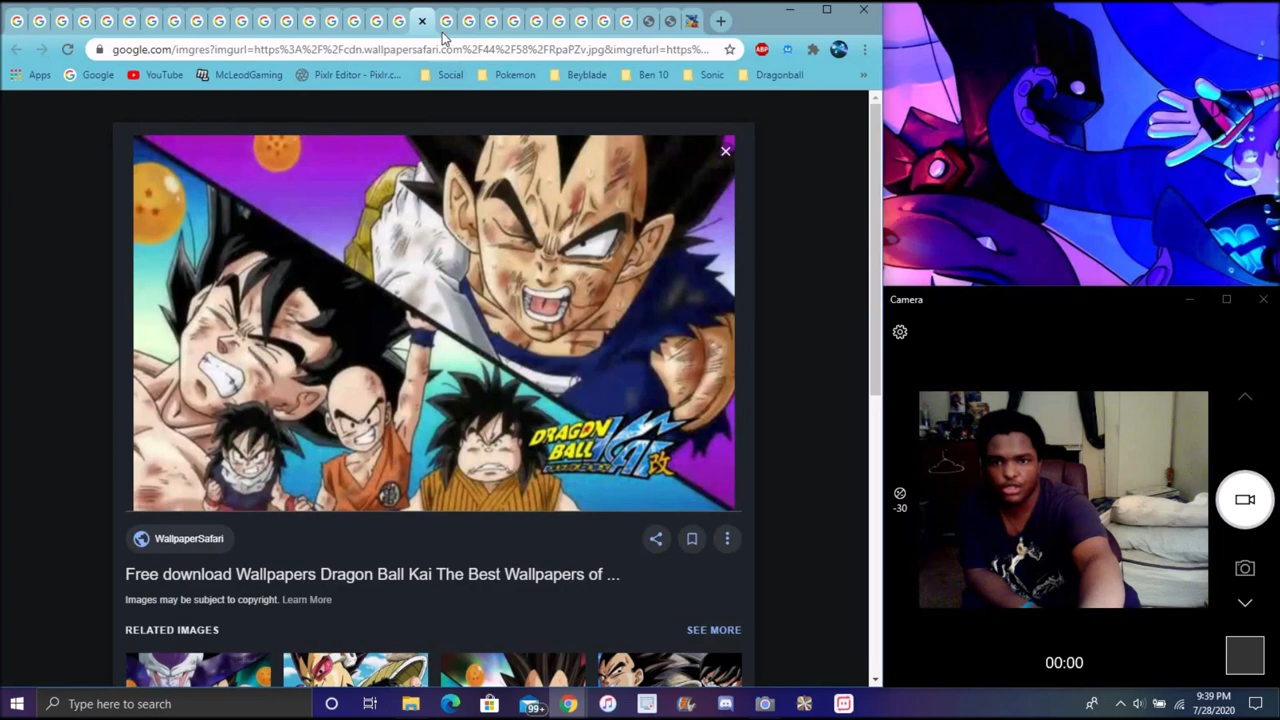 google.com/imgres?imgurl=https%3A%2F%2Fcdn.wallpapersafari.com%2F44%2F58%2FRpaPZv.jpg&imgrefurl=https%...
ABP
Apps
Google
YouTube
McLeodGaming
Pixlr Editor - Pixlr.c...
Social
Pokemon
Beyblade
Ben 10
Sonic
Dragonball
»
DRAGON
BALL
KAI 改
WallpaperSafari
Free download Wallpapers Dragon Ball Kai The Best Wallpapers of ...
Images may be subject to copyright. Learn More
RELATED IMAGES
SEE MORE
Camera
-30
00:00
Type here to search
99+
9:39 PM
7/28/2020